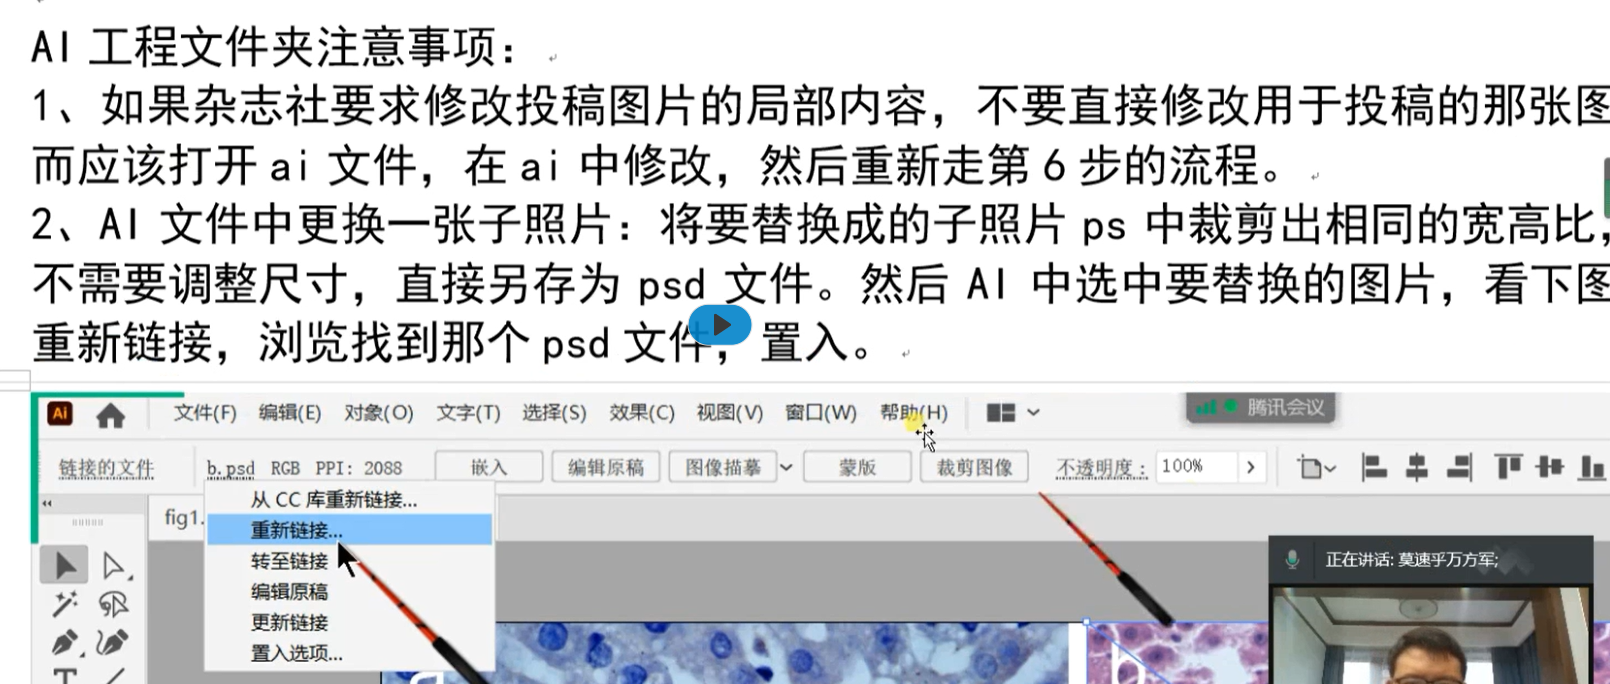 AI 工程文件夹注意事项：
1、如果杂志社要求修改投稿图片的局部内容，不要直接修改用于投稿的那张图
而应该打开 ai 文件，在 ai 中修改，然后重新走第 6 步的流程。
2、AI 文件中更换一张子照片：将要替换成的子照片 ps 中裁剪出相同的宽高比，
不需要调整尺寸，直接另存为 psd 文件。然后 AI 中选中要替换的图片，看下图
重新链接，浏览找到那个 psd 文件，置入。
Ai 文件(F) 编辑(E) 对象(O) 文字(T) 选择(S) 效果(C) 视图(V) 窗口(W) 帮助(H)
腾讯会议
链接的文件 b.psd RGB PPI: 2088 嵌入 编辑原稿 图像描摹 蒙版 裁剪图像 不透明度： 100%
从 CC 库重新链接...
fig1.
重新链接...
转至链接
编辑原稿
更新链接
置入选项...
正在讲话: 莫速乎万方军;
a
b